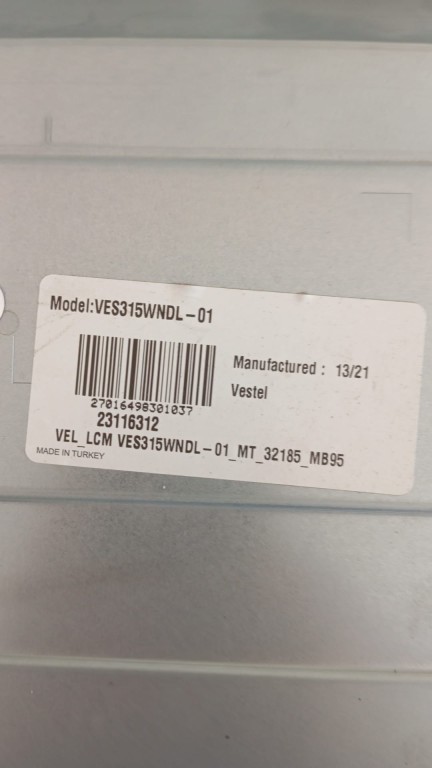 Model:VES315WNDL-01
Manufactured : 13/21
Vestel
27016498301037
23116312
VEL_LCM VES315WNDL-01_MT_32185_MB95
MADE IN TURKEY